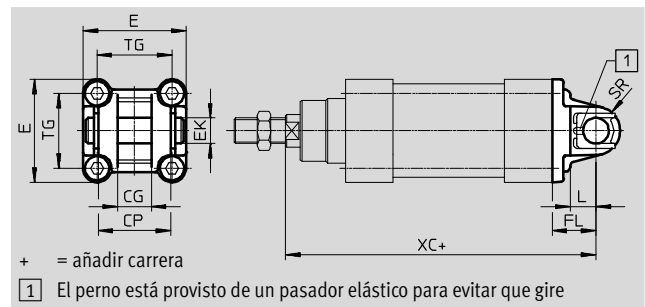 E
TG
1
SR
E
TG
EK
CG
CP
L
FL
XC+
+ = añadir carrera
1 El perno está provisto de un pasador elástico para evitar que gire